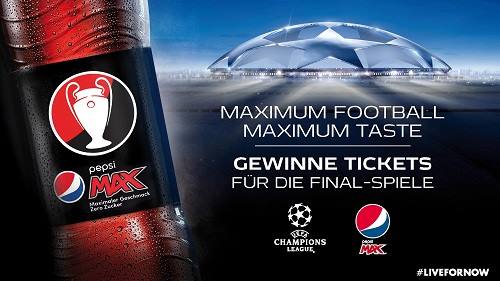 pepsi
MAX
Maximaler Geschmack
Zero Zucker
MAXIMUM FOOTBALL
MAXIMUM TASTE
GEWINNE TICKETS
FÜR DIE FINAL-SPIELE
UEFA
CHAMPIONS
LEAGUE
pepsi
MAX
#LIVEFORNOW